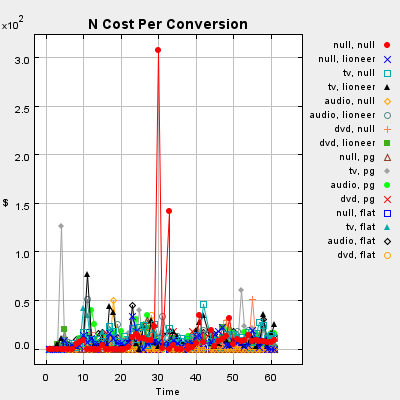 N Cost Per Conversion
×10²
3.0
2.5
2.0
1.5
1.0
0.5
0.0
$
0 10 20 30 40 50 60
Time
null, null
null, lioneer
tv, null
tv, lioneer
audio, null
audio, lioneer
dvd, null
dvd, lioneer
null, pg
tv, pg
audio, pg
dvd, pg
null, flat
tv, flat
audio, flat
dvd, flat